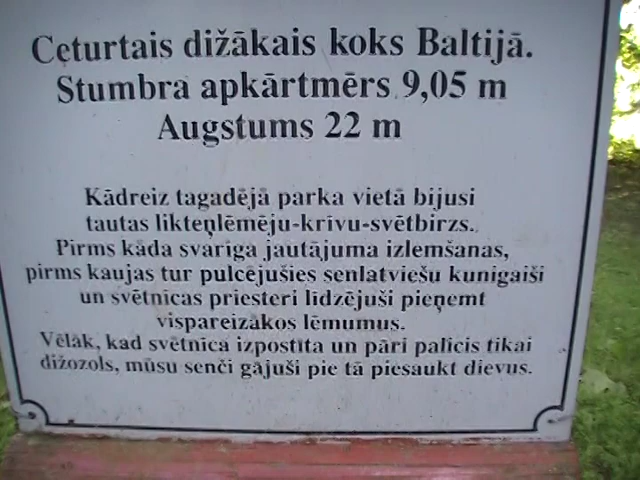 Ceturtais dižākais koks Baltijā.
Stumbra apkārtmērs 9,05 m
Augstums 22 m
Kādreiz tagadējā parka vietā bijusi
tautas likteņlēmēju-krīvu-svētbirzs.
Pirms kāda svarīga jautājuma izlemšanas,
pirms kaujas tur pulcējušies senlatviešu kunigaiši
un svētnīcas priesteri līdzējuši pieņemt
vispareizākos lēmumus.
Vēlāk, kad svētnīca izpostīta un pāri palicis tikai
dižozols, mūsu senči gājuši pie tā piesaukt dievus.